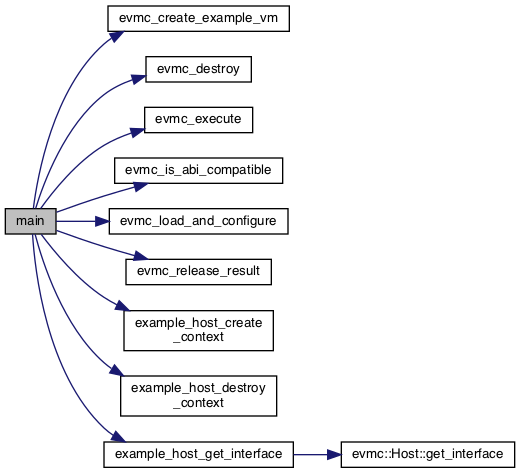 evmc_create_example_vm
evmc_destroy
evmc_execute
evmc_is_abi_compatible
main
evmc_load_and_configure
evmc_release_result
example_host_create
_context
example_host_destroy
_context
example_host_get_interface
evmc::Host::get_interface